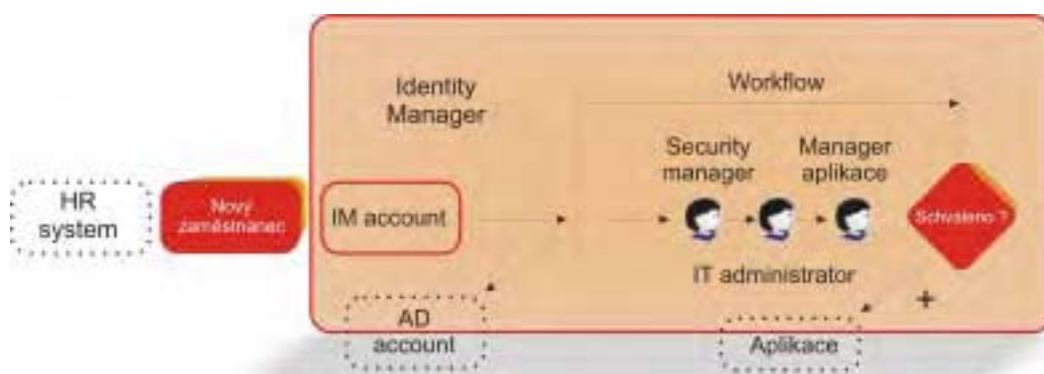 Identity
Manager
Workflow
Security
manager
Manager
aplikace
HR
system
Nový
zaměstnanec
IM account
Schváleno ?
IT administrator
AD
account
+
Aplikace